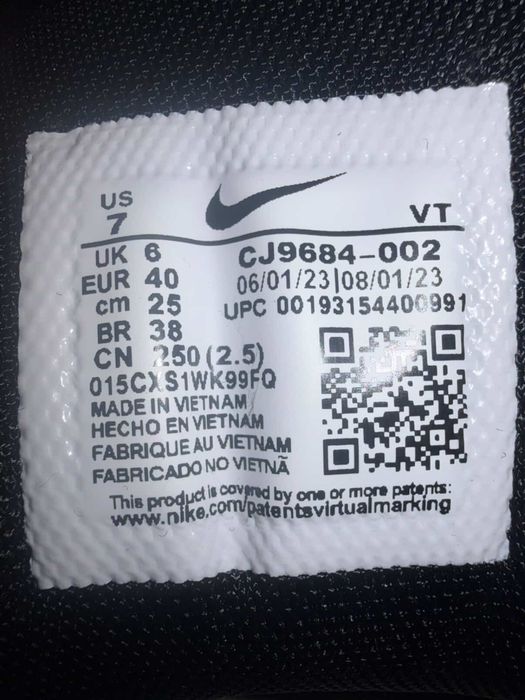 US
7
VT
UK 6
CJ9684-002
EUR 40
06/01/23|08/01/23
cm 25
UPC 00193154400991
BR 38
CN 250 (2.5)
015CXS1WK99FQ
MADE IN VIETNAM
HECHO EN VIETNAM
FABRIQUE AU VIETNAM
FABRICADO NO VIETNÃ
This product is covered by one or more patents:
www.nike.com/patentsvirtualmarking